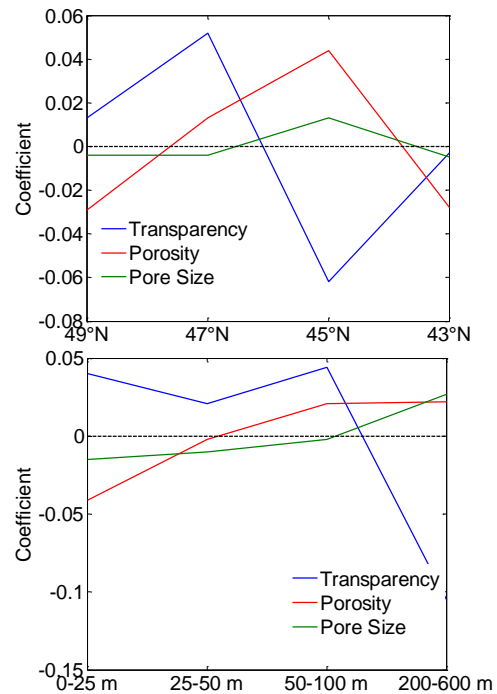 0.06
0.04
0.02
0
-0.02
-0.04
-0.06
-0.08
Coefficient
Transparency
Porosity
Pore Size
49°N 47°N 45°N 43°N
0.05
0
-0.05
-0.1
-0.15
Coefficient
Transparency
Porosity
Pore Size
0-25 m 25-50 m 50-100 m 200-600 m